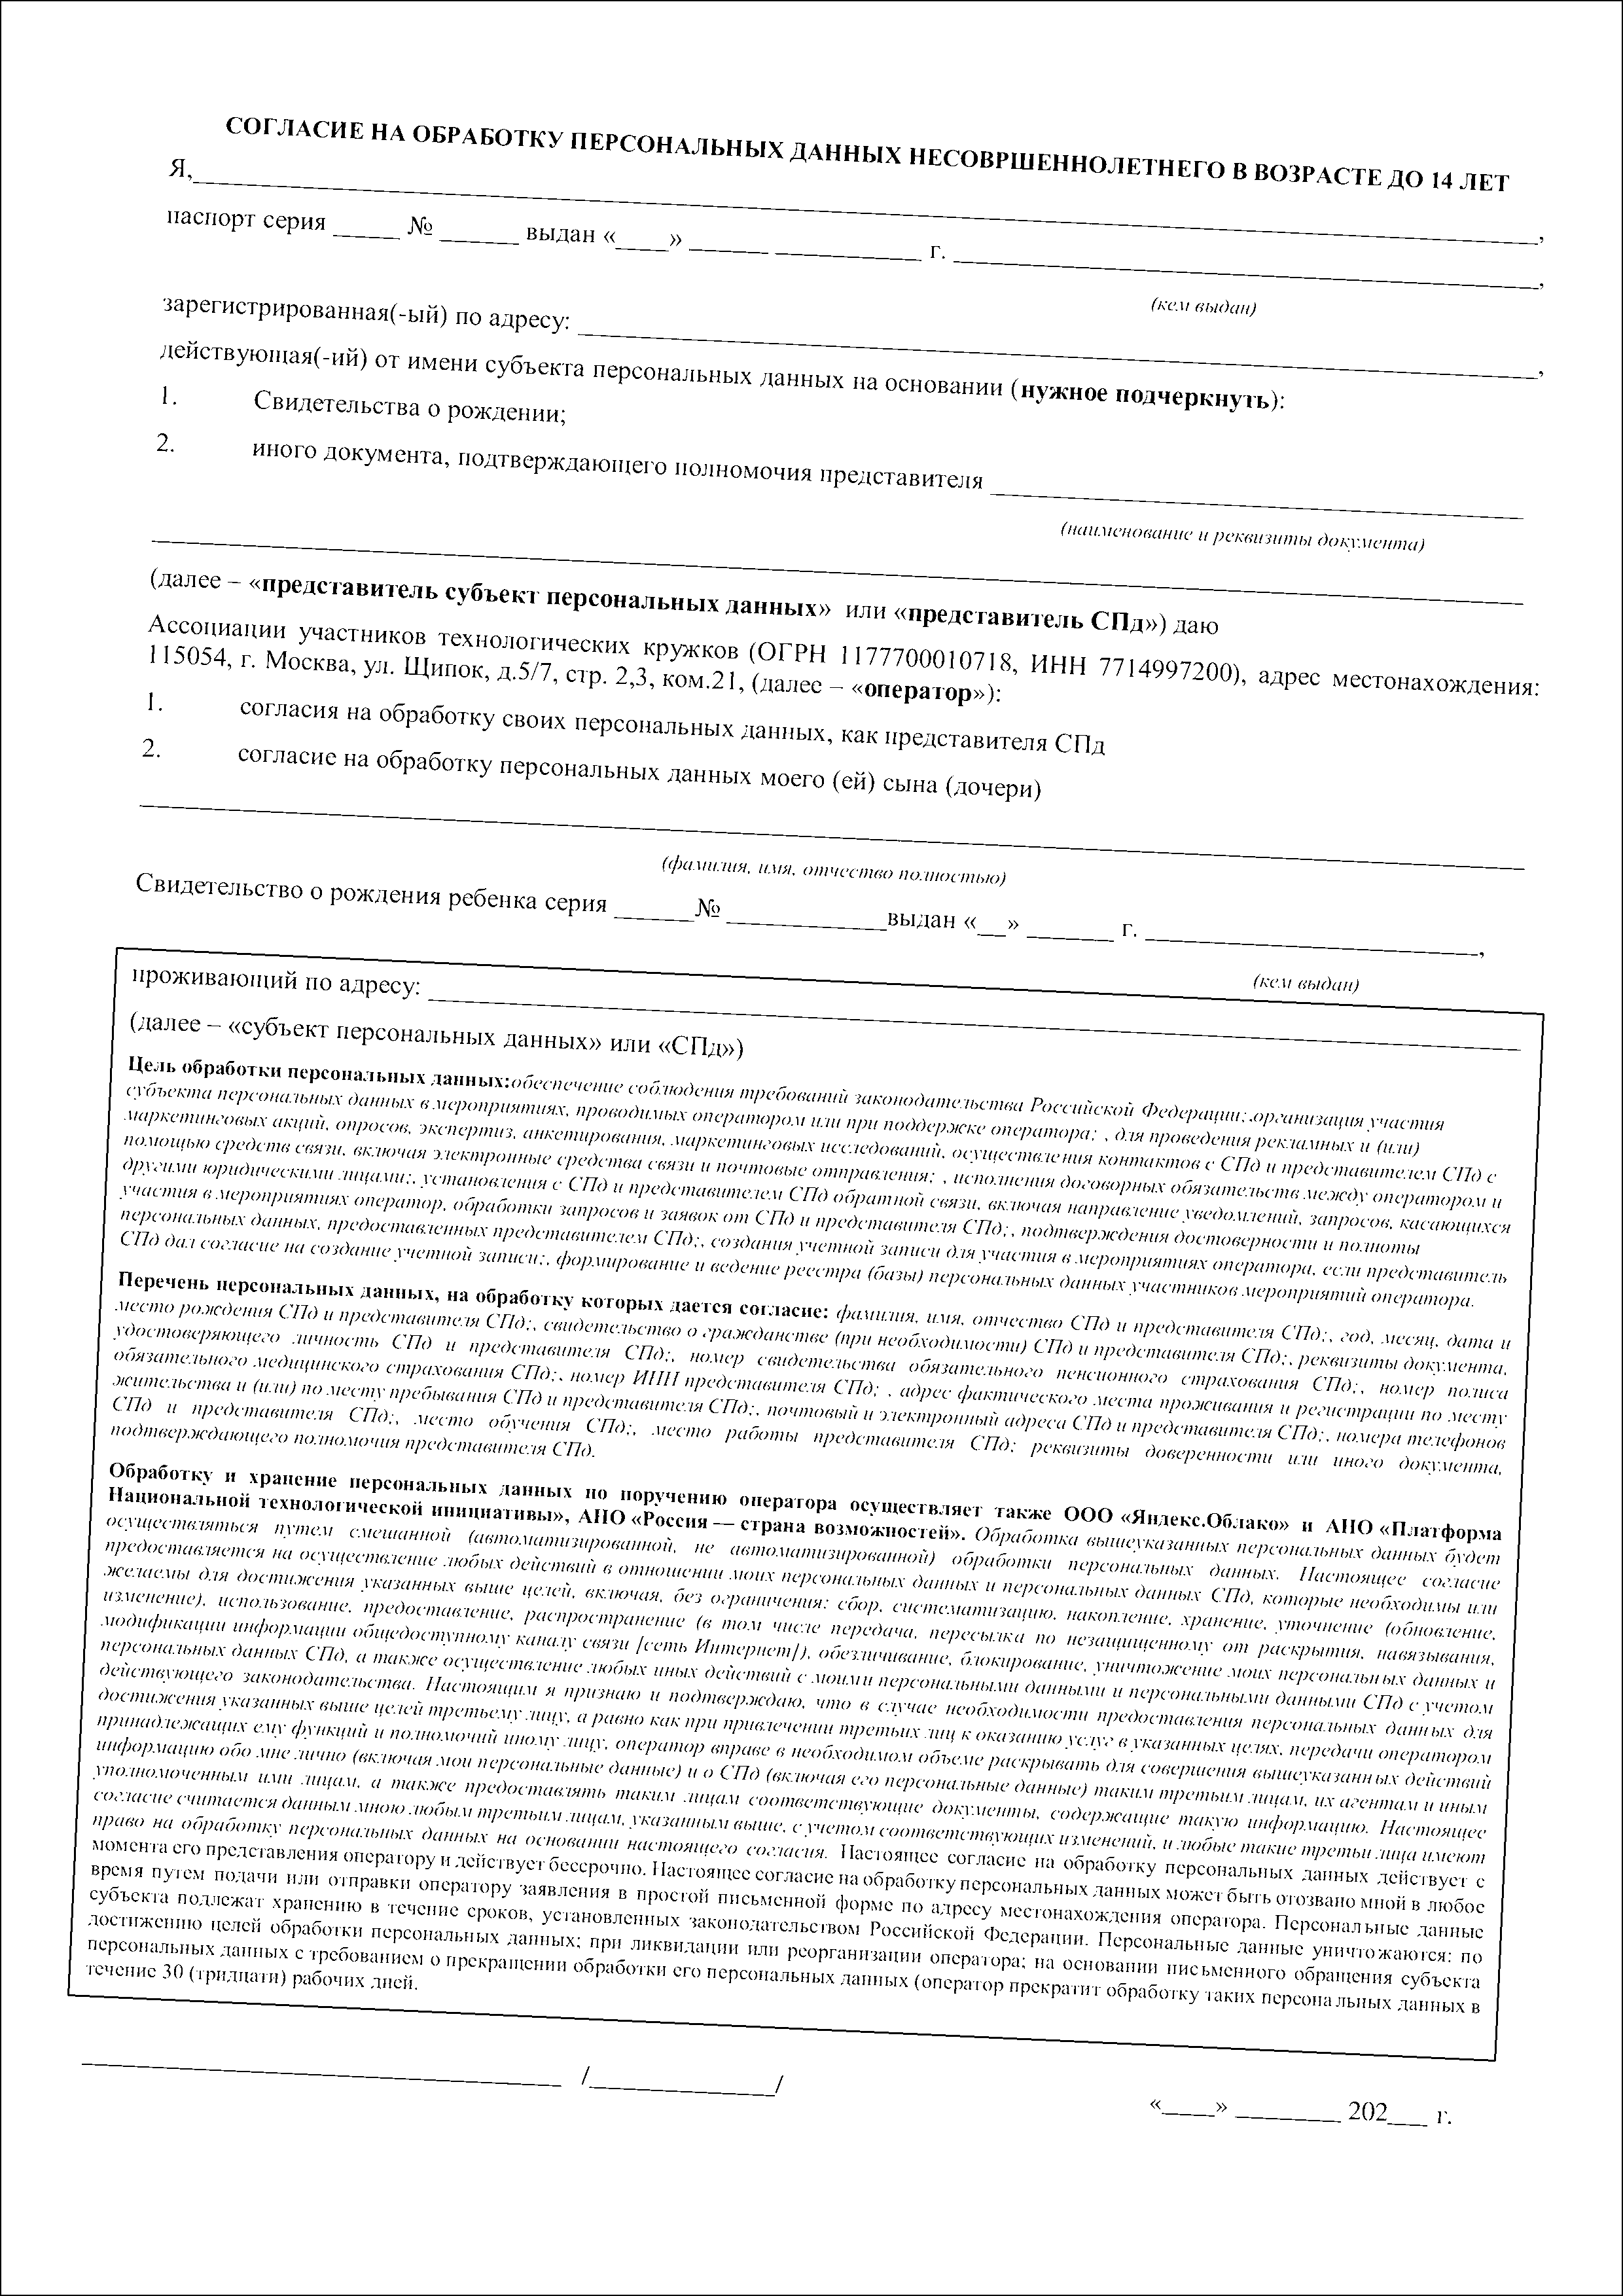 СОГЛАСИЕ НА ОБРАБОТКУ ПЕРСОНАЛЬНЫХ ДАННЫХ НЕСОВРШЕННОЛЕТНЕГО В ВОЗРАСТЕ ДО 14 ЛЕТ
Я,____________________________________________,
паспорт серия _____ № ______ выдан «____» ______ ___________ г. ____________________________,
(кем выдан)
зарегистрированная(-ый) по адресу: ____________________________,
действующая(-ий) от имени субъекта персональных данных на основании (нужное подчеркнуть):
1. Свидетельства о рождении;
2. иного документа, подтверждающего полномочия представителя ____________________________
(наименование и реквизиты документа)
____________________________________________
(далее – «представитель субъект персональных данных» или «представитель СПд») даю
Ассоциации участников технологических кружков (ОГРН 1177700010718, ИНН 7714997200), адрес местонахождения:
115054, г. Москва, ул. Щипок, д.5/7, стр. 2,3, ком.21, (далее – «оператор»):
1. согласия на обработку своих персональных данных, как представителя СПд
2. согласие на обработку персональных данных моего (ей) сына (дочери)
____________________________________________
(фамилия, имя, отчество полностью)
Свидетельство о рождения ребенка серия ______№ ____________выдан «__» _______ г. _________________________,
(кем выдан)
проживающий по адресу: ____________________________
(далее – «субъект персональных данных» или «СПд»)
Цель обработки персональных данных:обеспечение соблюдения требований законодательства Российской Федерации;.организация участия
субъекта персональных данных в мероприятиях, проводимых оператором или при поддержке оператора; , для проведения рекламных и (или)
маркетинговых акций, опросов, экспертиз, анкетирования, маркетинговых исследований, осуществления контактов с СПд и представителем СПд с
помощью средств связи, включая электронные средства связи и почтовые отправления; , исполнения договорных обязательств между оператором и
другими юридическими лицами;, установления с СПд и представителем СПд обратной связи, включая направление уведомлений, запросов, касающихся
участия в мероприятиях оператор, обработки запросов и заявок от СПд и представителя СПд;, подтверждения достоверности и полноты
персональных данных, предоставленных представителем СПд;, создания учетной записи для участия в мероприятиях оператора, если представитель
СПд дал согласие на создание учетной записи;, формирование и ведение реестра (базы) персональных данных участников мероприятий оператора.
Перечень персональных данных, на обработку которых дается согласие: фамилия, имя, отчество СПд и представителя СПд;, год, месяц, дата и
место рождения СПд и представителя СПд;, свидетельство о гражданстве (при необходимости) СПд и представителя СПд;, реквизиты документа,
удостоверяющего личность СПд и представителя СПд;, номер свидетельства обязательного пенсионного страхования СПд;, номер полиса
обязательного медицинского страхования СПд;, номер ИНН представителя СПд; , адрес фактического места проживания и регистрации по месту
жительства и (или) по месту пребывания СПд и представителя СПд;, почтовый и электронный адреса СПд и представителя СПд;, номера телефонов
СПд и представителя СПд;, место обучения СПд;, место работы представителя СПд; реквизиты доверенности или иного документа,
подтверждающего полномочия представителя СПд.
Обработку и хранение персональных данных по поручению оператора осуществляет также ООО «Яндекс.Облако» и АНО «Платформа
Национальной технологической инициативы», АНО «Россия — страна возможностей». Обработка вышеуказанных персональных данных будет
осуществляться путем смешанной (автоматизированной, не автоматизированной) обработки персональных данных. Настоящее согласие
предоставляется на осуществление любых действий в отношении моих персональных данных и персональных данных СПд, которые необходимы или
желаемы для достижения указанных выше целей, включая, без ограничения: сбор, систематизацию, накопление, хранение, уточнение (обновление,
изменение), использование, предоставление, распространение (в том числе передача, пересылка по незащищенному от раскрытия, навязывания,
модификации информации общедоступному каналу связи [сеть Интернет]), обезличивание, блокирование, уничтожение моих персональных данных и
персональных данных СПд, а также осуществление любых иных действий с моими персональными данными и персональными данными СПд с учетом
действующего законодательства. Настоящим я признаю и подтверждаю, что в случае необходимости предоставления персональных данных для
достижения указанных выше целей третьему лицу, а равно как при привлечении третьих лиц к оказанию услуг в указанных целях, передачи оператором
принадлежащих ему функций и полномочий иному лицу, оператор вправе в необходимом объеме раскрывать для совершения вышеуказанных действий
информацию обо мне лично (включая мои персональные данные) и о СПд (включая его персональные данные) таким третьим лицам, их агентам и иным
уполномоченным ими лицам, а также предоставлять таким лицам соответствующие документы, содержащие такую информацию. Настоящее
согласие считается данным мною любым третьим лицам, указанным выше, с учетом соответствующих изменений, и любые такие третьи лица имеют
право на обработку персональных данных на основании настоящего согласия. Настоящее согласие на обработку персональных данных действует с
момента его представления оператору и действует бессрочно. Настоящее согласие на обработку персональных данных может быть отозвано мной в любое
время путем подачи или отправки оператору заявления в простой письменной форме по адресу местонахождения оператора. Персональные данные
субъекта подлежат хранению в течение сроков, установленных законодательством Российской Федерации. Персональные данные уничтожаются: по
достижению целей обработки персональных данных; при ликвидации или реорганизации оператора; на основании письменного обращения субъекта
персональных данных с требованием о прекращении обработки его персональных данных (оператор прекратит обработку таких персональных данных в
течение 30 (тридцати) рабочих дней.
____________________________________ /______________/
«____» ________ 202___ г.